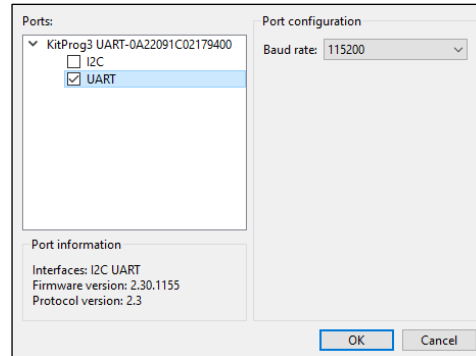 Ports:
KitProg3 UART-0A22091C02179400
I2C
UART
Port information
Interfaces: I2C UART
Firmware version: 2.30.1155
Protocol version: 2.3
Port configuration
Baud rate: 115200
OK Cancel